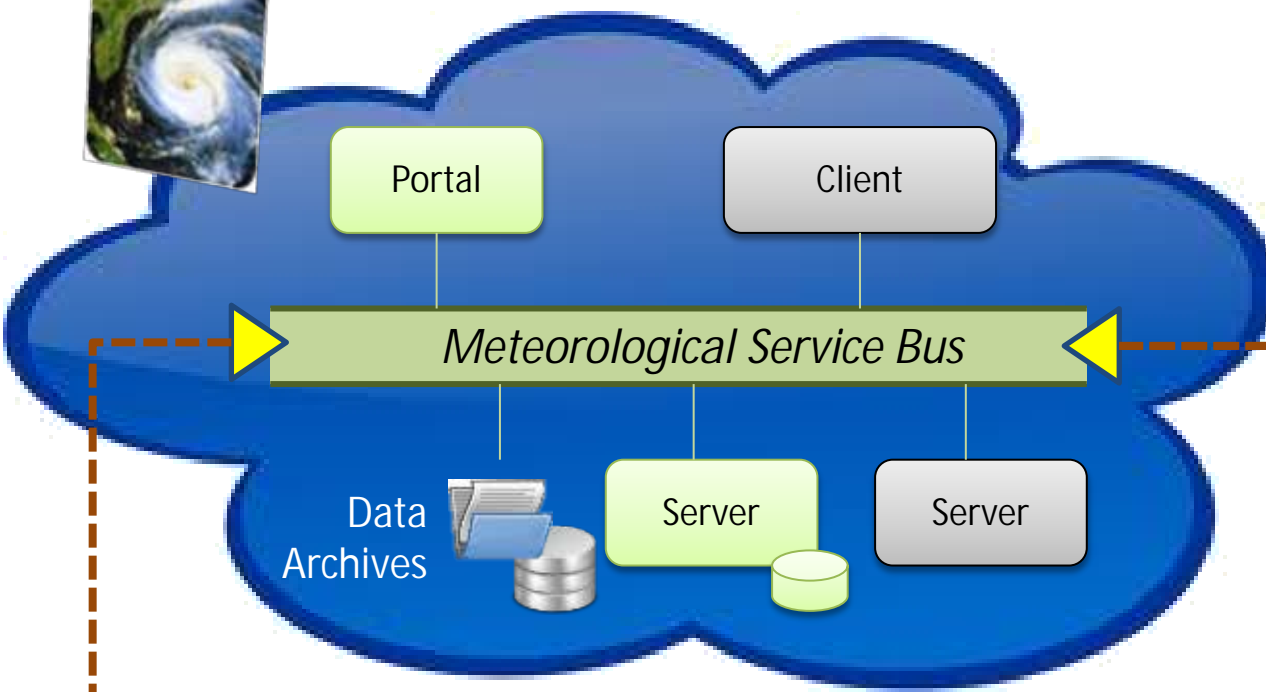 Portal
Client
Meteorological Service Bus
Data
Archives
Server
Server